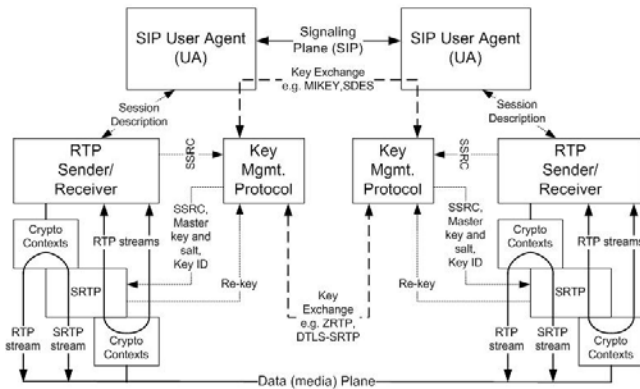 SIP User Agent
(UA)
Signaling
Plane (SIP)
SIP User Agent
(UA)
Key Exchange
e.g. MIKEY,SDES
Session
Description
Session
Description
RTP
Sender/
Receiver
SSRC
Key
Mgmt.
Protocol
Key
Mgmt.
Protocol
SSRC
RTP
Sender/
Receiver
Crypto
Contexts
RTP streams
SSRC,
Master
key and
salt,
Key ID
SSRC,
Master
key and
salt,
Key ID
Crypto
Contexts
RTP streams
SRTP
Re-key
Re-key
SRTP
Key
Exchange
e.g. ZRTP,
DTLS-SRTP
RTP
stream
SRTP
stream
Crypto
Contexts
RTP
stream
SRTP
stream
Crypto
Contexts
Data (media) Plane